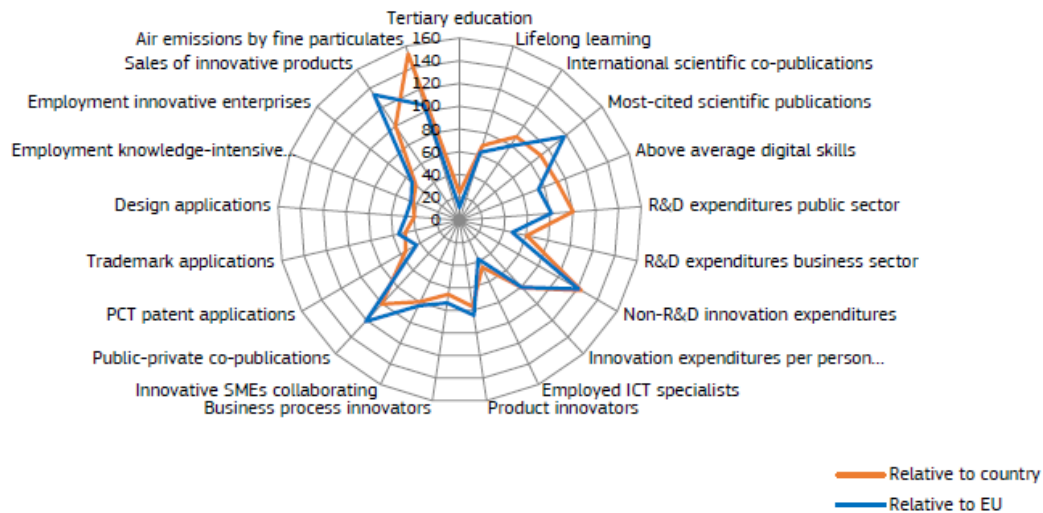 Tertiary education
Air emissions by fine particulates
160
Lifelong learning
Sales of innovative products
140
International scientific co-publications
Employment innovative enterprises
120
Most-cited scientific publications
100
Employment knowledge-intensive...
80
Above average digital skills
60
Design applications
40
R&D expenditures public sector
20
0
Trademark applications
R&D expenditures business sector
PCT patent applications
Non-R&D innovation expenditures
Public-private co-publications
Innovation expenditures per person...
Innovative SMEs collaborating
Employed ICT specialists
Business process innovators
Product innovators
Relative to country
Relative to EU